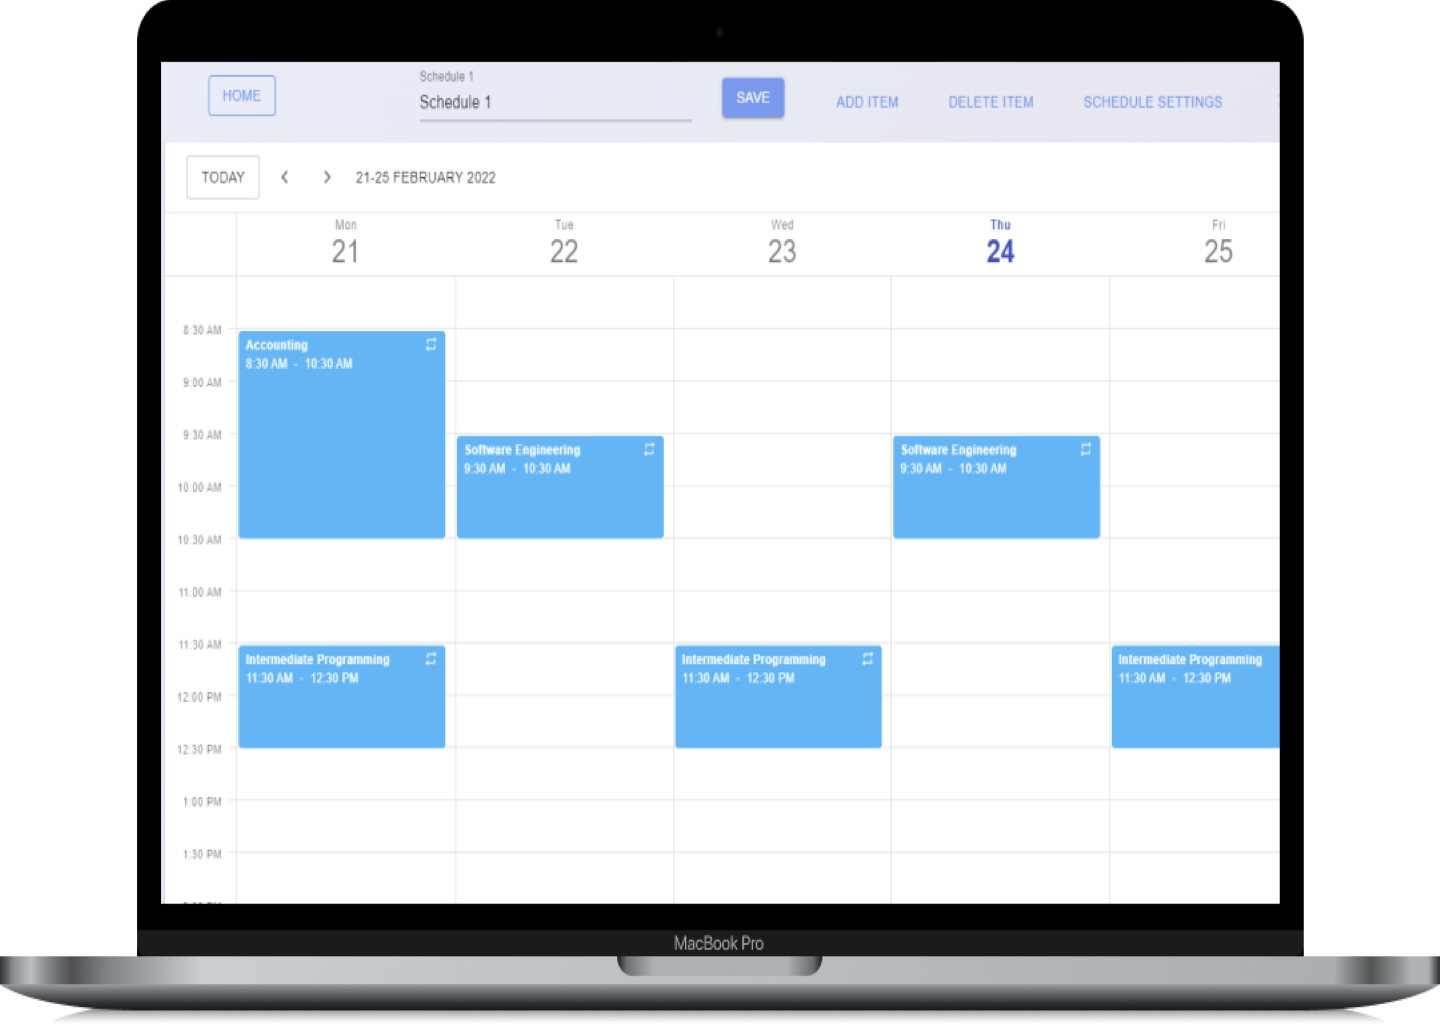 HOME
Schedule 1
Schedule 1
SAVE
ADD ITEM
DELETE ITEM
SCHEDULE SETTINGS
TODAY
21-25 FEBRUARY 2022
Mon
21
Tue
22
Wed
23
Thu
24
Fri
25
8:30 AM
9:00 AM
9:30 AM
10:00 AM
10:30 AM
11:00 AM
11:30 AM
12:00 PM
12:30 PM
1:00 PM
1:30 PM
Accounting
8:30 AM - 10:30 AM
Intermediate Programming
11:30 AM - 12:30 PM
Software Engineering
9:30 AM - 10:30 AM
Intermediate Programming
11:30 AM - 12:30 PM
Software Engineering
9:30 AM - 10:30 AM
Intermediate Programming
11:30 AM - 12:30 PM
MacBook Pro